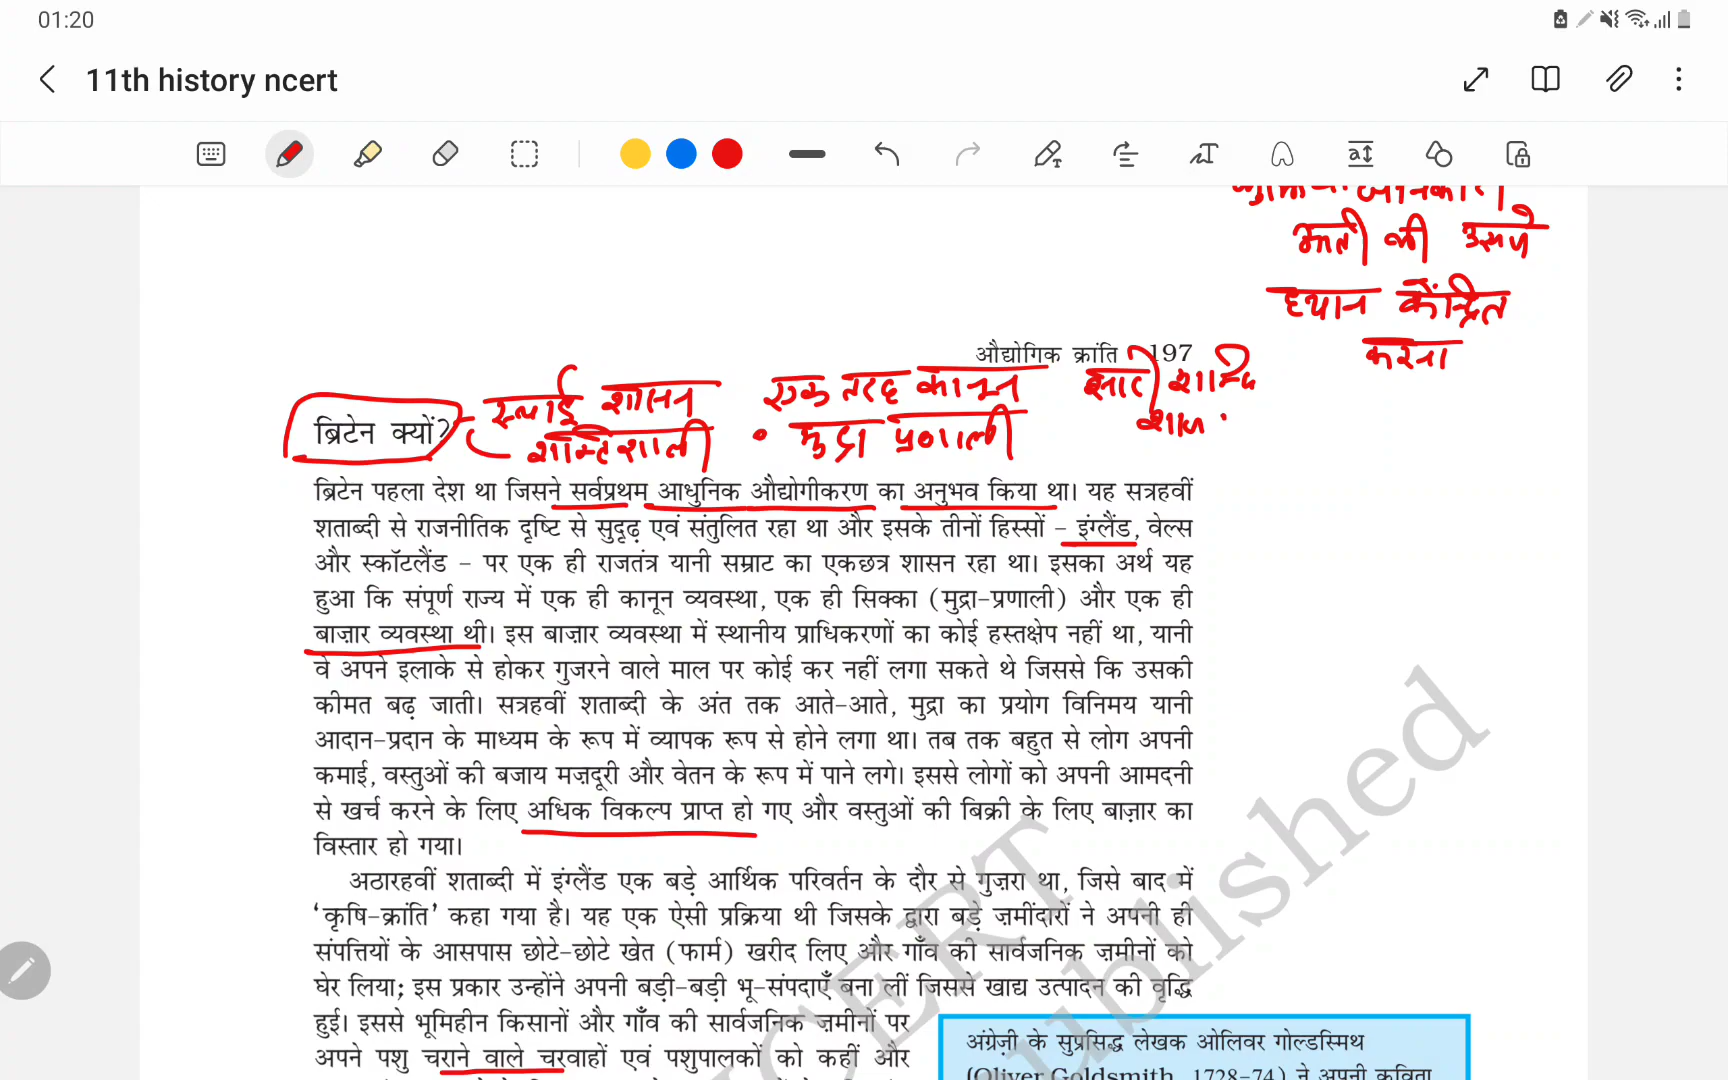 01:20
11th history ncert
की उसपे
ध्यान केंन्द्रित
करना
औद्योगिक क्रांति 197
स्थाई शासन एक तरह कानून
शक्तिशाली • मुद्रा प्रणाली
ब्रिटेन क्यों?
ब्रिटेन पहला देश था जिसने सर्वप्रथम आधुनिक औद्योगीकरण का अनुभव किया था। यह सत्रहवीं
शताब्दी से राजनीतिक दृष्टि से सुदृढ़ एवं संतुलित रहा था और इसके तीनों हिस्सों – इंग्लैंड, वेल्स
और स्कॉटलैंड – पर एक ही राजतंत्र यानी सम्राट का एकछत्र शासन रहा था। इसका अर्थ यह
हुआ कि संपूर्ण राज्य में एक ही कानून व्यवस्था, एक ही सिक्का (मुद्रा-प्रणाली) और एक ही
बाज़ार व्यवस्था थी। इस बाज़ार व्यवस्था में स्थानीय प्राधिकरणों का कोई हस्तक्षेप नहीं था, यानी
वे अपने इलाके से होकर गुजरने वाले माल पर कोई कर नहीं लगा सकते थे जिससे कि उसकी
कीमत बढ़ जाती। सत्रहवीं शताब्दी के अंत तक आते-आते, मुद्रा का प्रयोग विनिमय यानी
आदान-प्रदान के माध्यम के रूप में व्यापक रूप से होने लगा था। तब तक बहुत से लोग अपनी
कमाई, वस्तुओं की बजाय मज़दूरी और वेतन के रूप में पाने लगे। इससे लोगों को अपनी आमदनी
से खर्च करने के लिए अधिक विकल्प प्राप्त हो गए और वस्तुओं की बिक्री के लिए बाज़ार का
विस्तार हो गया।
अठारहवीं शताब्दी में इंग्लैंड एक बड़े आर्थिक परिवर्तन के दौर से गुज़रा था, जिसे बाद में
‘कृषि-क्रांति’ कहा गया है। यह एक ऐसी प्रक्रिया थी जिसके द्वारा बड़े ज़मींदारों ने अपनी ही
संपत्तियों के आसपास छोटे-छोटे खेत (फार्म) खरीद लिए और गाँव की सार्वजनिक ज़मीनों को
घेर लिया; इस प्रकार उन्होंने अपनी बड़ी-बड़ी भू-संपदाएँ बना लीं जिससे खाद्य उत्पादन की वृद्धि
हुई। इससे भूमिहीन किसानों और गाँव की सार्वजनिक ज़मीनों पर
अपने पशु चराने वाले चरवाहों एवं पशुपालकों को कहीं और
अंग्रेज़ी के सुप्रसिद्ध लेखक ओलिवर गोल्डस्मिथ
(Oliver Goldsmith, 1728-74) ने अपनी कविता